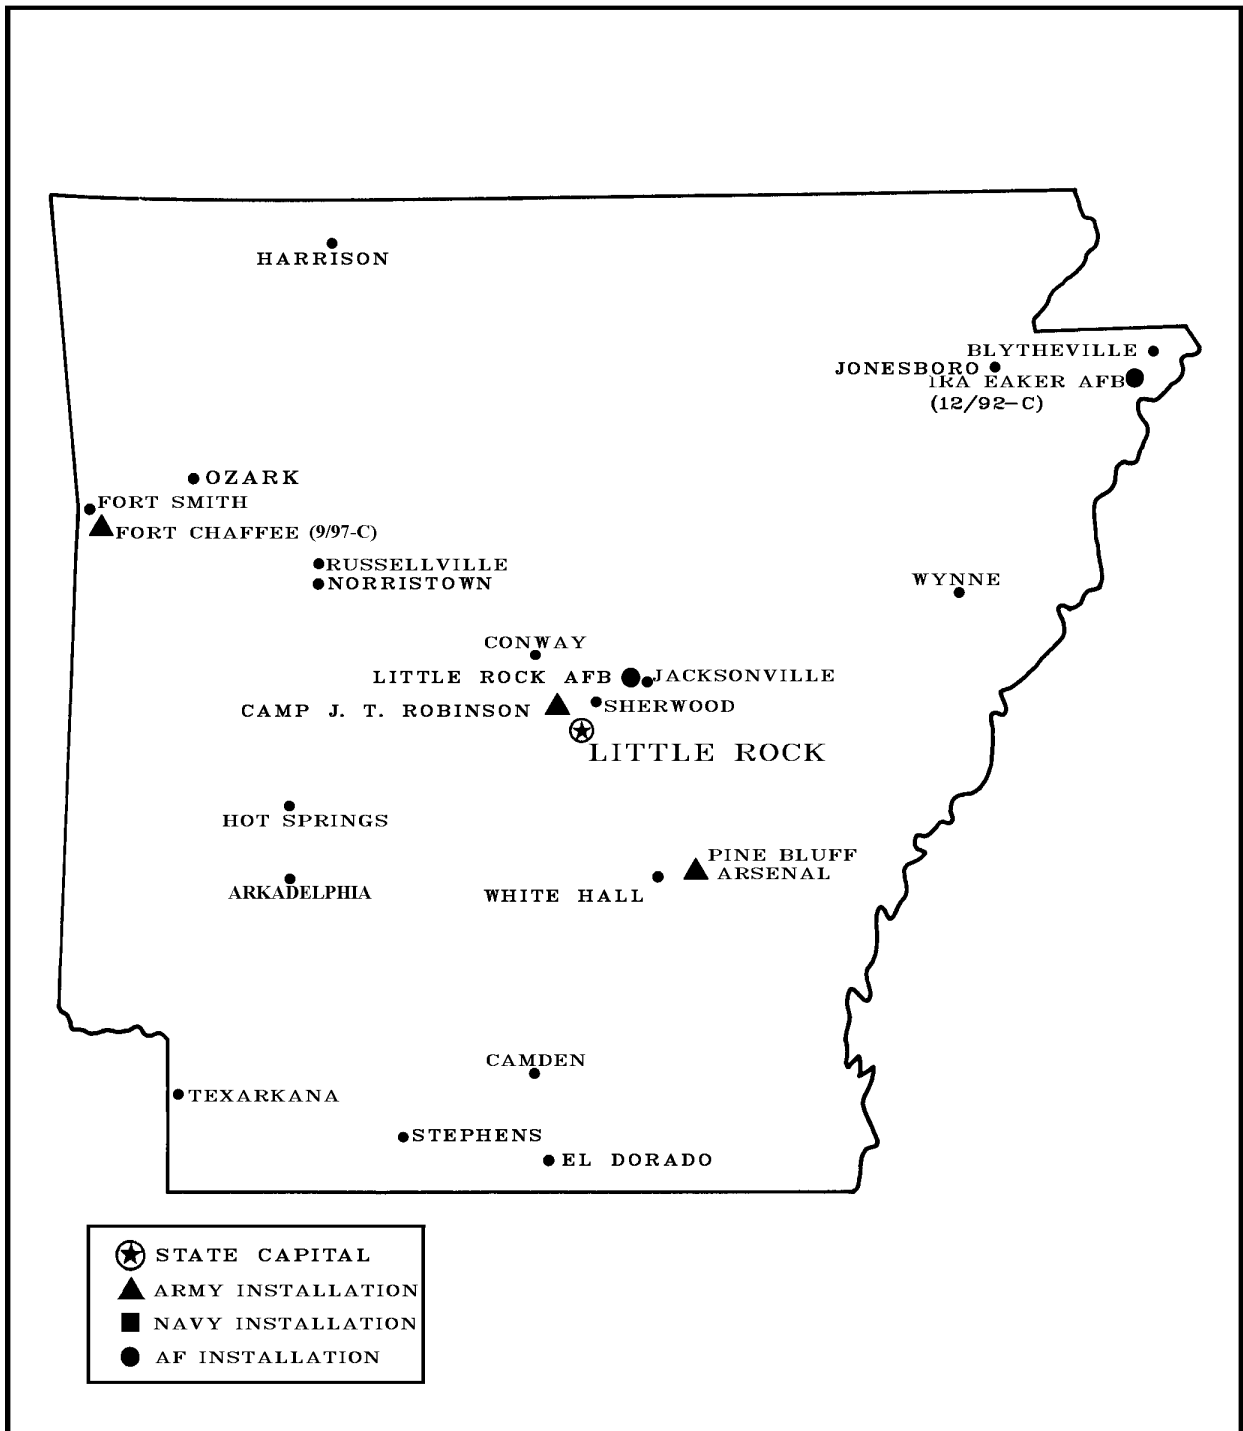 HARRISON
BLYTHEVILLE
JONESBORO
IRA EAKER AFB
(12/92-C)
OZARK
FORT SMITH
FORT CHAFFEE (9/97-C)
RUSSELLVILLE
NORRISTOWN
WYNNE
CONWAY
LITTLE ROCK AFB
JACKSONVILLE
CAMP J. T. ROBINSON
SHERWOOD
LITTLE ROCK
HOT SPRINGS
PINE BLUFF
ARSENAL
ARKADELPHIA
WHITE HALL
CAMDEN
TEXARKANA
STEPHENS
EL DORADO
STATE CAPITAL
ARMY INSTALLATION
NAVY INSTALLATION
AF INSTALLATION